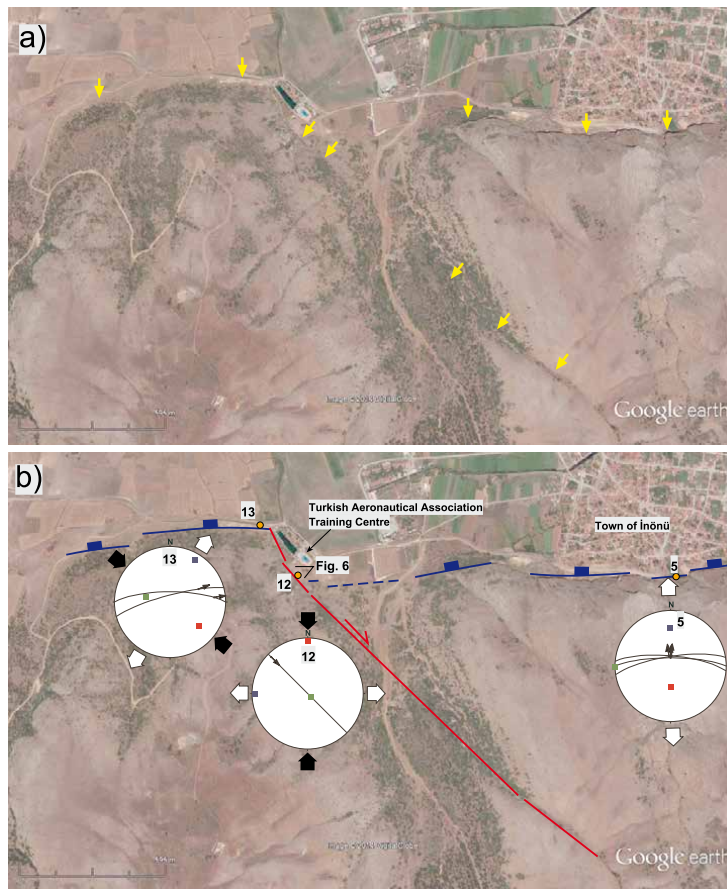 a)
Google earth
b)
13
Turkish Aeronautical Association
Training Centre
Town of İnönü
Fig. 6
5
12
N
13
N
5
N
12
Google earth